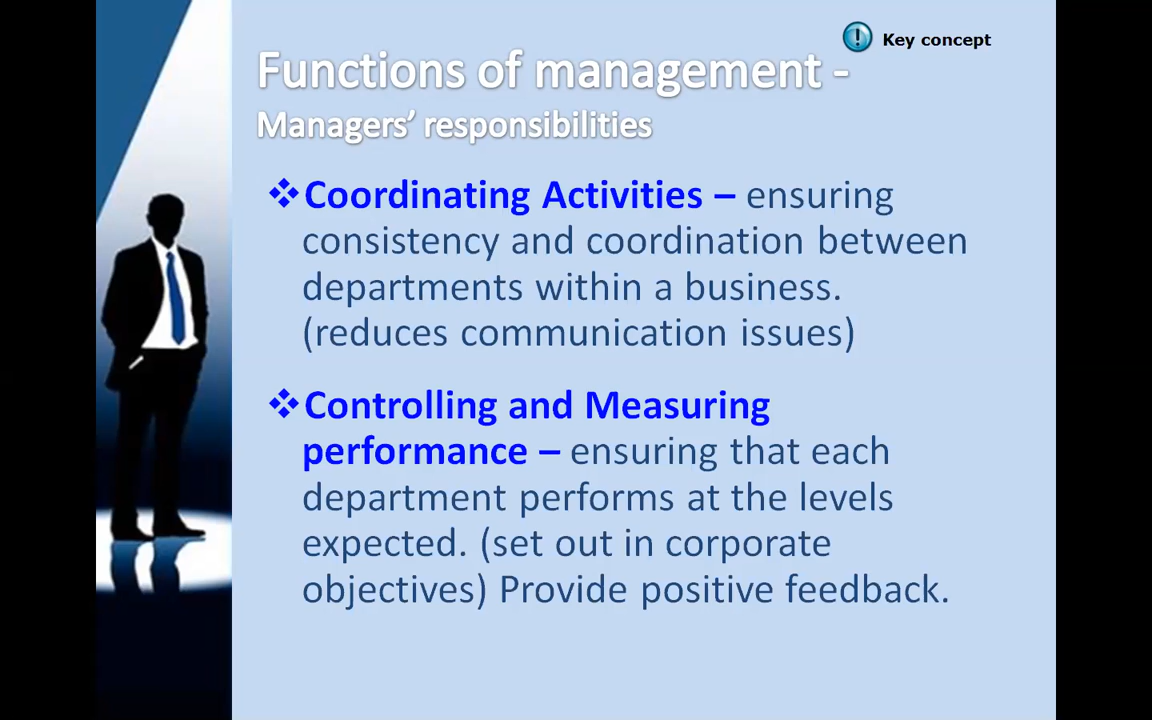 Key concept
Functions of management -
Managers’ responsibilities
❖Coordinating Activities – ensuring
consistency and coordination between
departments within a business.
(reduces communication issues)
❖Controlling and Measuring
performance – ensuring that each
department performs at the levels
expected. (set out in corporate
objectives) Provide positive feedback.